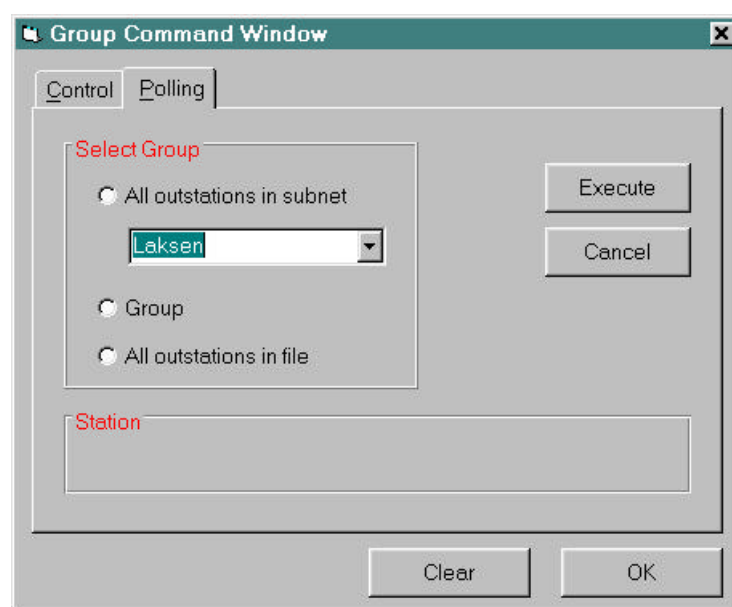 Group Command Window
Control Polling
Select Group
All outstations in subnet
Execute
Laksen
Cancel
Group
All outstations in file
Station
Clear OK